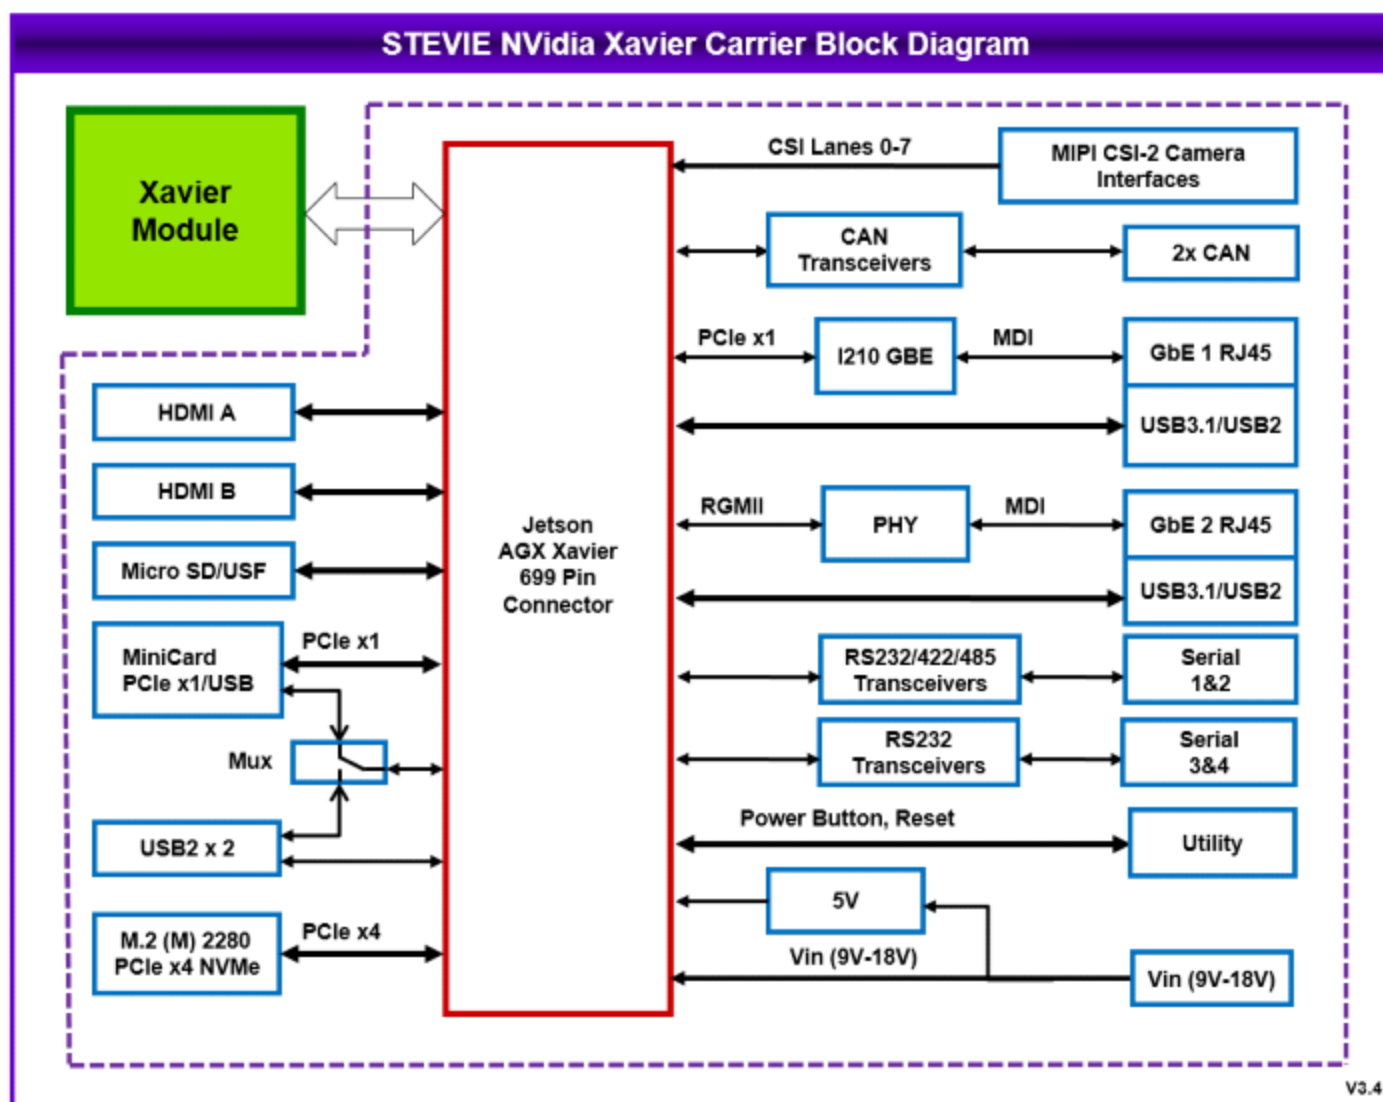 STEVIE NVidia Xavier Carrier Block Diagram
Xavier
Module
CSI Lanes 0-7
MIPI CSI-2 Camera
Interfaces
CAN
Transceivers
2x CAN
PCIe x1
I210 GBE
MDI
GbE 1 RJ45
USB3.1/USB2
HDMI A
HDMI B
Micro SD/USF
MiniCard
PCIe x1/USB
PCIe x1
Mux
USB2 x 2
M.2 (M) 2280
PCIe x4 NVMe
PCIe x4
Jetson
AGX Xavier
699 Pin
Connector
RGMII
PHY
MDI
GbE 2 RJ45
USB3.1/USB2
RS232/422/485
Transceivers
Serial
1&2
RS232
Transceivers
Serial
3&4
Power Button, Reset
Utility
5V
Vin (9V-18V)
Vin (9V-18V)
V3.4